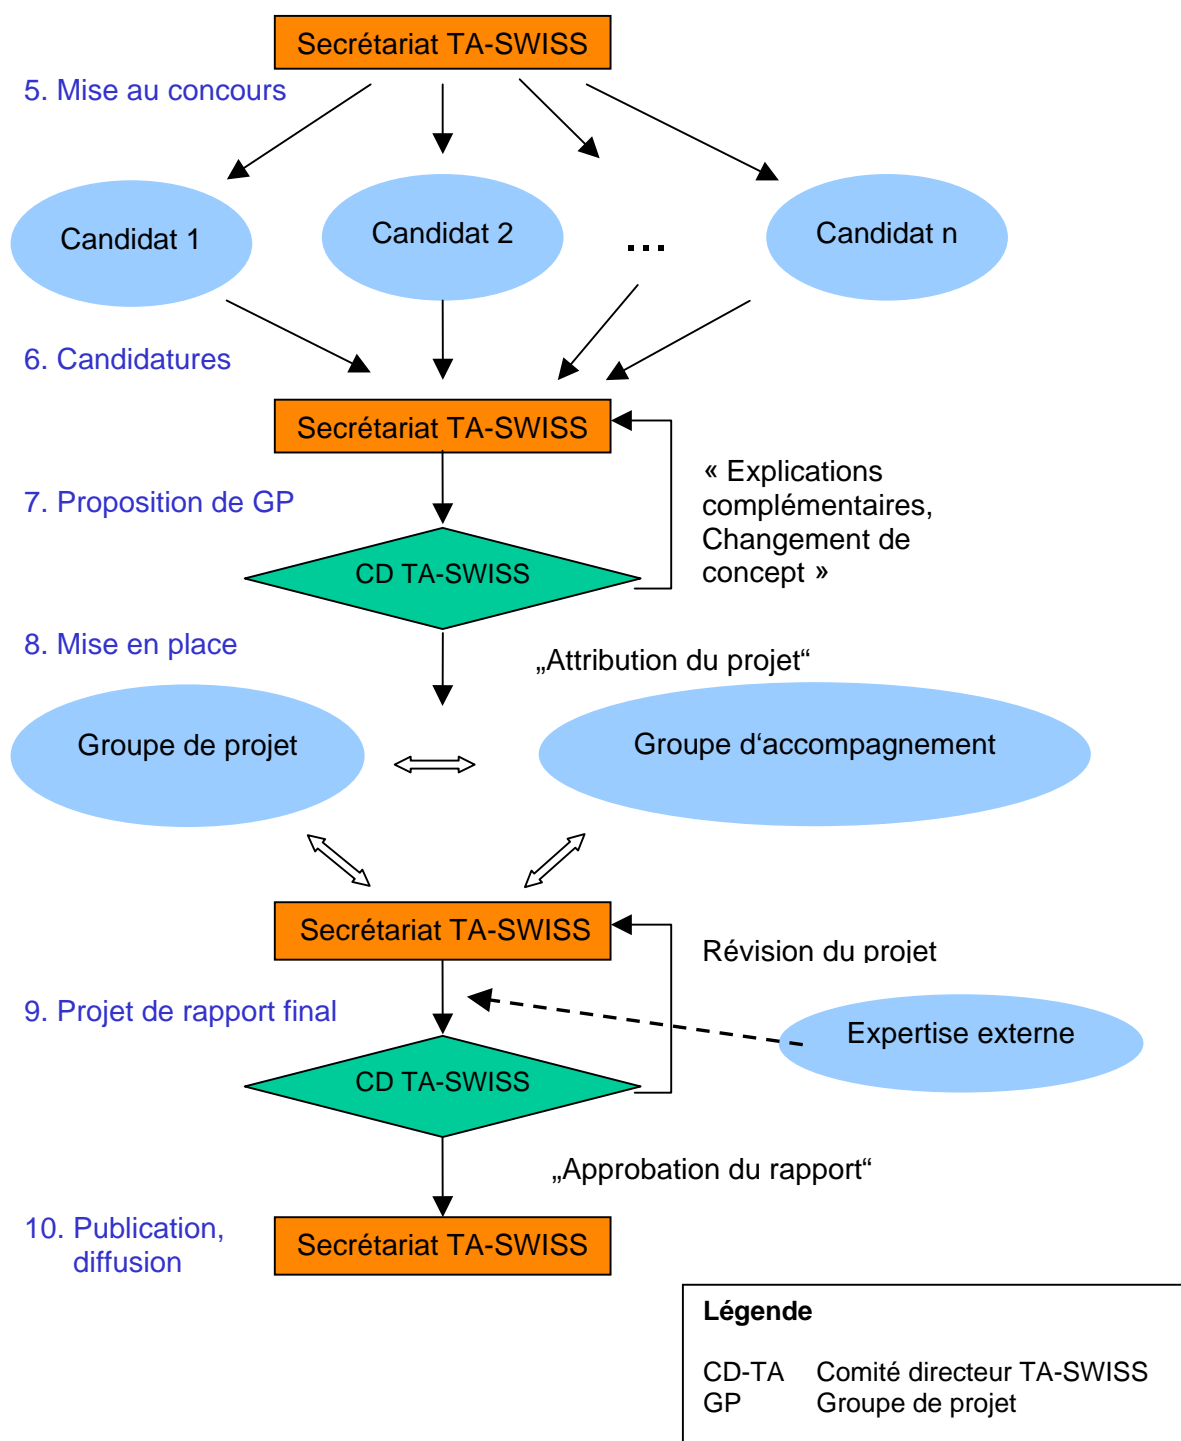 Secrétariat TA-SWISS
5. Mise au concours
Candidat 1
Candidat 2
...
Candidat n
6. Candidatures
Secrétariat TA-SWISS
« Explications
complémentaires,
Changement de
concept »
7. Proposition de GP
CD TA-SWISS
8. Mise en place
„Attribution du projet“
Groupe de projet
Groupe d‘accompagnement
Secrétariat TA-SWISS
Révision du projet
9. Projet de rapport final
Expertise externe
CD TA-SWISS
„Approbation du rapport“
10. Publication,
diffusion
Secrétariat TA-SWISS
Légende
CD-TA Comité directeur TA-SWISS
GP Groupe de projet